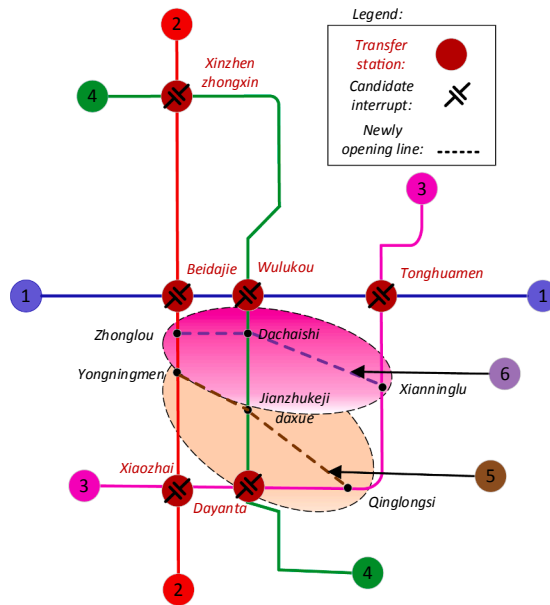 Legend:
Transfer
station:
Candidate
interrupt:
Newly
opening line:
2
Xinzhen
zhongxin
4
3
Beidajie
Wulukou
Tonghuamen
1
1
Zhonglou
Dachaishi
Yongningmen
Jianzhukeji
daxue
Xianninglu
6
Xiaozhai
3
Dayanta
Qinglongsi
5
2
4